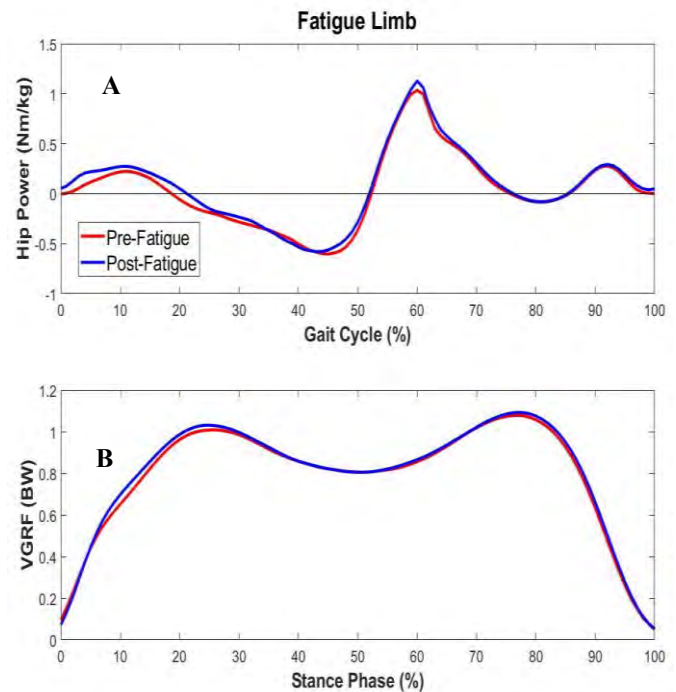 Fatigue Limb
A
Hip Power (Nm/kg)
1.5
1
0.5
0
-0.5
-1
Pre-Fatigue
Post-Fatigue
0 10 20 30 40 50 60 70 80 90 100
Gait Cycle (%)
B
VGRF (BW)
1.2
1
0.8
0.6
0.4
0.2
0
0 10 20 30 40 50 60 70 80 90 100
Stance Phase (%)